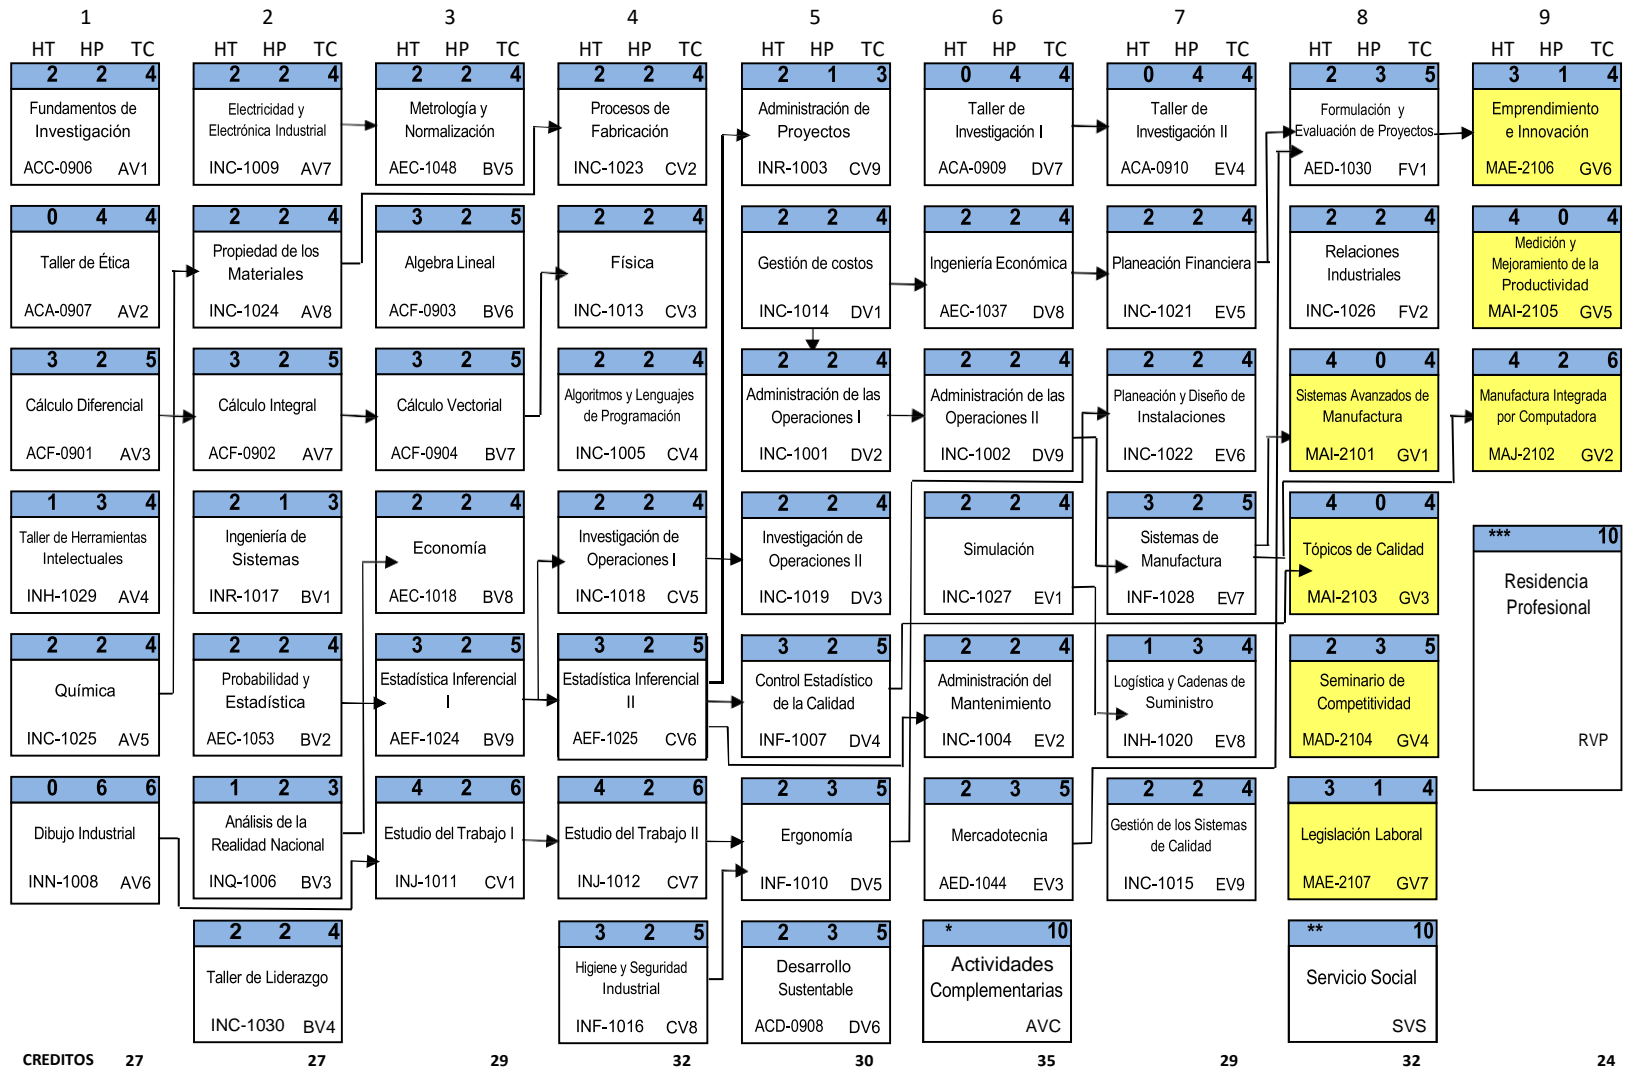 1 2 3 4 5 6 7 8 9
HT HP TC HT HP TC HT HP TC HT HP TC HT HP TC HT HP TC HT HP TC HT HP TC HT HP TC
2 2 4
Fundamentos de
Investigación
ACC-0906 AV1
2 2 4
Electricidad y
Electrónica Industrial
INC-1009 AV7
2 2 4
Metrología y
Normalización
AEC-1048 BV5
2 2 4
Procesos de
Fabricación
INC-1023 CV2
2 1 3
Administración de
Proyectos
INR-1003 CV9
0 4 4
Taller de
Investigación I
ACA-0909 DV7
0 4 4
Taller de
Investigación II
ACA-0910 EV4
2 3 5
Formulación y
Evaluación de Proyectos
AED-1030 FV1
3 1 4
Emprendimiento
e Innovación
MAE-2106 GV6
0 4 4
Taller de Ética
ACA-0907 AV2
2 2 4
Propiedad de los
Materiales
INC-1024 AV8
3 2 5
Algebra Lineal
ACF-0903 BV6
2 2 4
Física
INC-1013 CV3
2 2 4
Gestión de costos
INC-1014 DV1
2 2 4
Ingeniería Económica
AEC-1037 DV8
2 2 4
Planeación Financiera
INC-1021 EV5
2 2 4
Relaciones
Industriales
INC-1026 FV2
4 0 4
Medición y
Mejoramiento de la
Productividad
MAI-2105 GV5
3 2 5
Cálculo Diferencial
ACF-0901 AV3
3 2 5
Cálculo Integral
ACF-0902 AV7
3 2 5
Cálculo Vectorial
ACF-0904 BV7
2 2 4
Algoritmos y Lenguajes
de Programación
INC-1005 CV4
2 2 4
Administración de las
Operaciones I
INC-1001 DV2
2 2 4
Administración de las
Operaciones II
INC-1002 DV9
2 2 4
Planeación y Diseño de
Instalaciones
INC-1022 EV6
4 0 4
Sistemas Avanzados de
Manufactura
MAI-2101 GV1
4 2 6
Manufactura Integrada
por Computadora
MAJ-2102 GV2
1 3 4
Taller de Herramientas
Intelectuales
INH-1029 AV4
2 1 3
Ingeniería de
Sistemas
INR-1017 BV1
2 2 4
Economía
AEC-1018 BV8
2 2 4
Investigación de
Operaciones I
INC-1018 CV5
2 2 4
Investigación de
Operaciones II
INC-1019 DV3
2 2 4
Simulación
INC-1027 EV1
3 2 5
Sistemas de
Manufactura
INF-1028 EV7
4 0 4
Tópicos de Calidad
MAI-2103 GV3
*** 10
Residencia
Profesional
RVP
2 2 4
Química
INC-1025 AV5
2 2 4
Probabilidad y
Estadística
AEC-1053 BV2
3 2 5
Estadística Inferencial
I
AEF-1024 BV9
3 2 5
Estadística Inferencial
II
AEF-1025 CV6
3 2 5
Control Estadístico
de la Calidad
INF-1007 DV4
2 2 4
Administración del
Mantenimiento
INC-1004 EV2
1 3 4
Logística y Cadenas de
Suministro
INH-1020 EV8
2 3 5
Seminario de
Competitividad
MAD-2104 GV4
0 6 6
Dibujo Industrial
INN-1008 AV6
1 2 3
Análisis de la
Realidad Nacional
INQ-1006 BV3
4 2 6
Estudio del Trabajo I
INJ-1011 CV1
4 2 6
Estudio del Trabajo II
INJ-1012 CV7
2 3 5
Ergonomía
INF-1010 DV5
2 3 5
Mercadotecnia
AED-1044 EV3
2 2 4
Gestión de los Sistemas
de Calidad
INC-1015 EV9
3 1 4
Legislación Laboral
MAE-2107 GV7
2 2 4
Taller de Liderazgo
INC-1030 BV4
3 2 5
Higiene y Seguridad
Industrial
INF-1016 CV8
2 3 5
Desarrollo
Sustentable
ACD-0908 DV6
* 10
Actividades
Complementarias
AVC
** 10
Servicio Social
SVS
CREDITOS 27 27 29 32 30 35 29 32 24